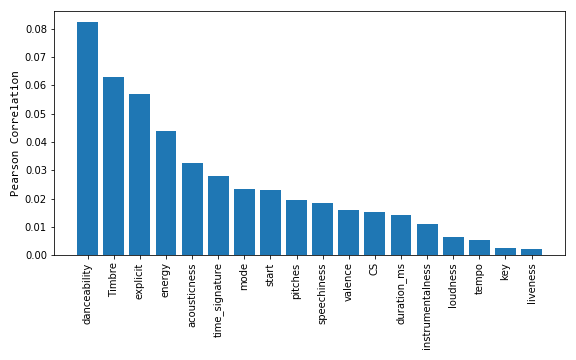 Pearson Correlation
0.08
0.07
0.06
0.05
0.04
0.03
0.02
0.01
0.00
danceability
Timbre
explicit
energy
acousticness
time_signature
mode
start
pitches
speechiness
valence
CS
duration_ms
instrumentalness
loudness
tempo
key
liveness